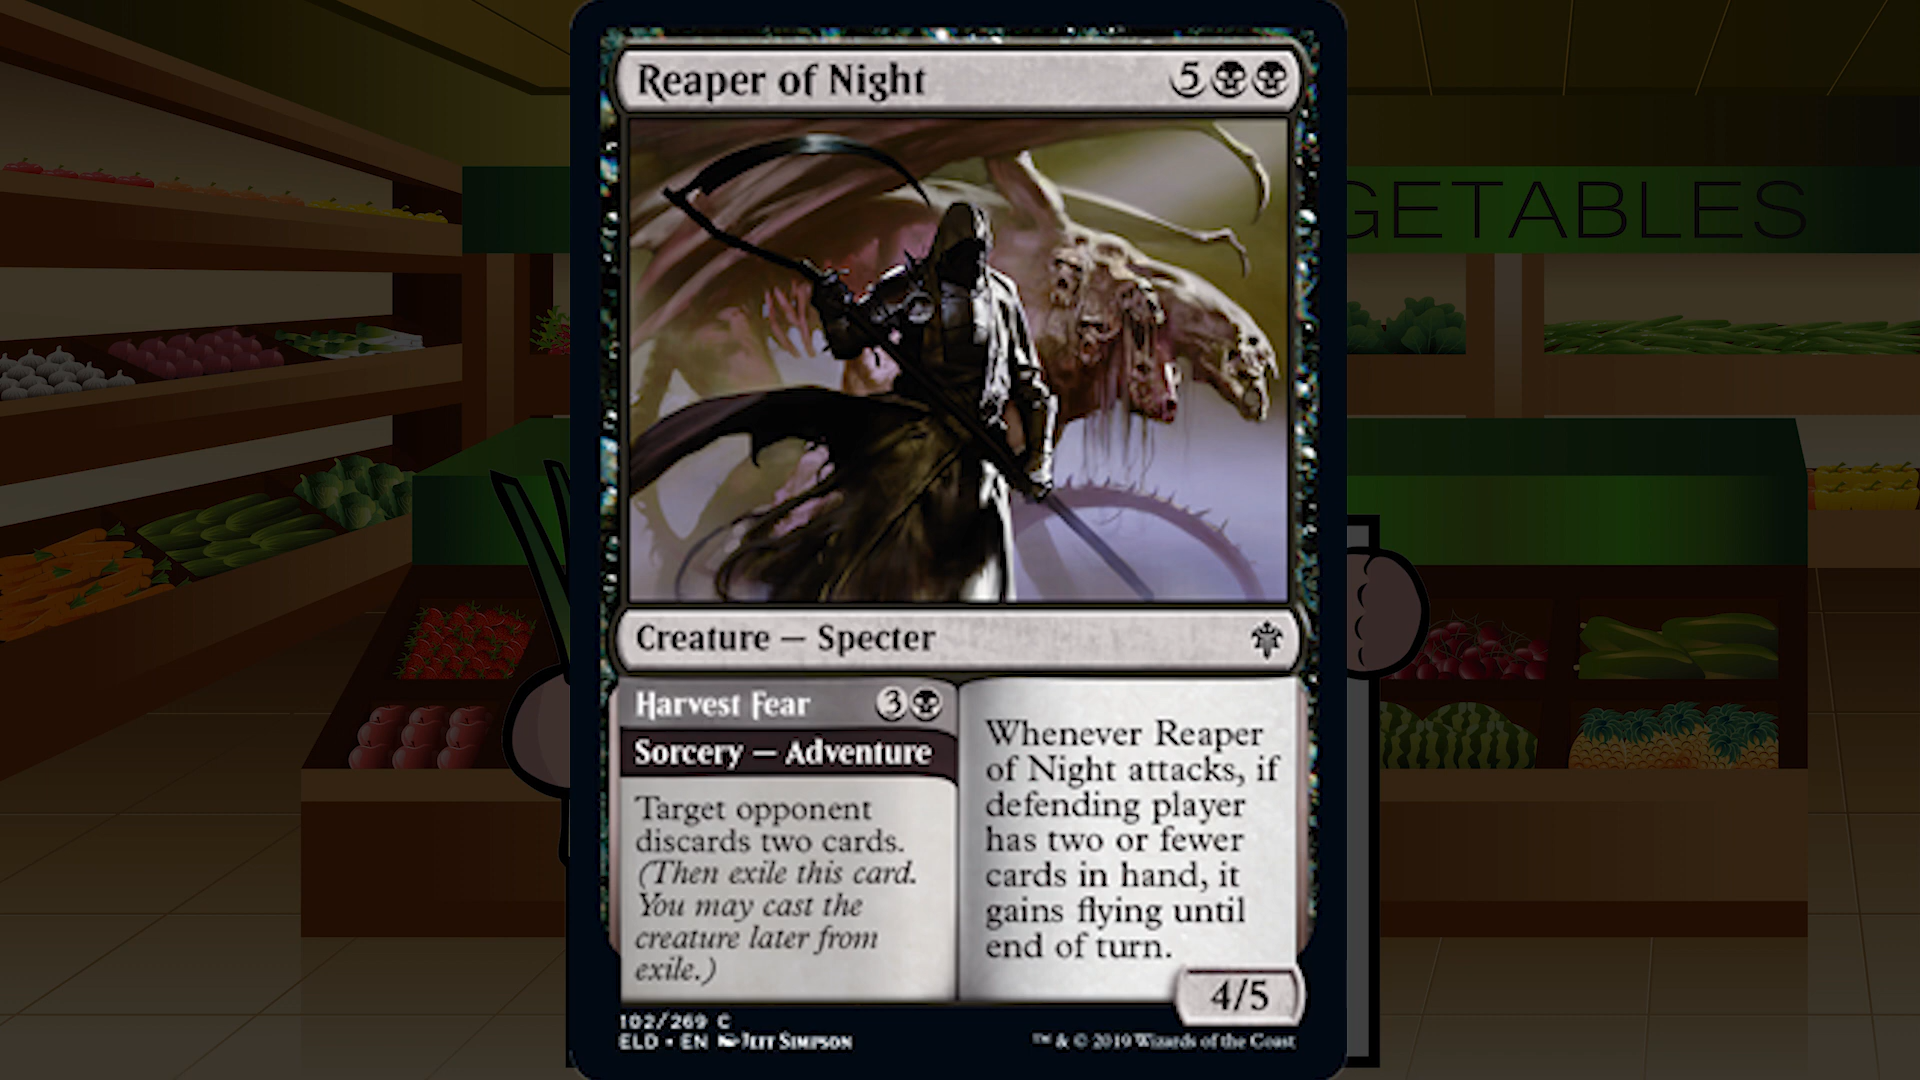 Reaper of Night 5
GETABLES
Creature — Specter
Harvest Fear 3
Sorcery — Adventure
Target opponent
discards two cards.
(Then exile this card.
You may cast the
creature later from
exile.)
Whenever Reaper
of Night attacks, if
defending player
has two or fewer
cards in hand, it
gains flying until
end of turn.
4/5
102/269 C
ELD • EN Jeff Simpson
™ & © 2019 Wizards of the Coast